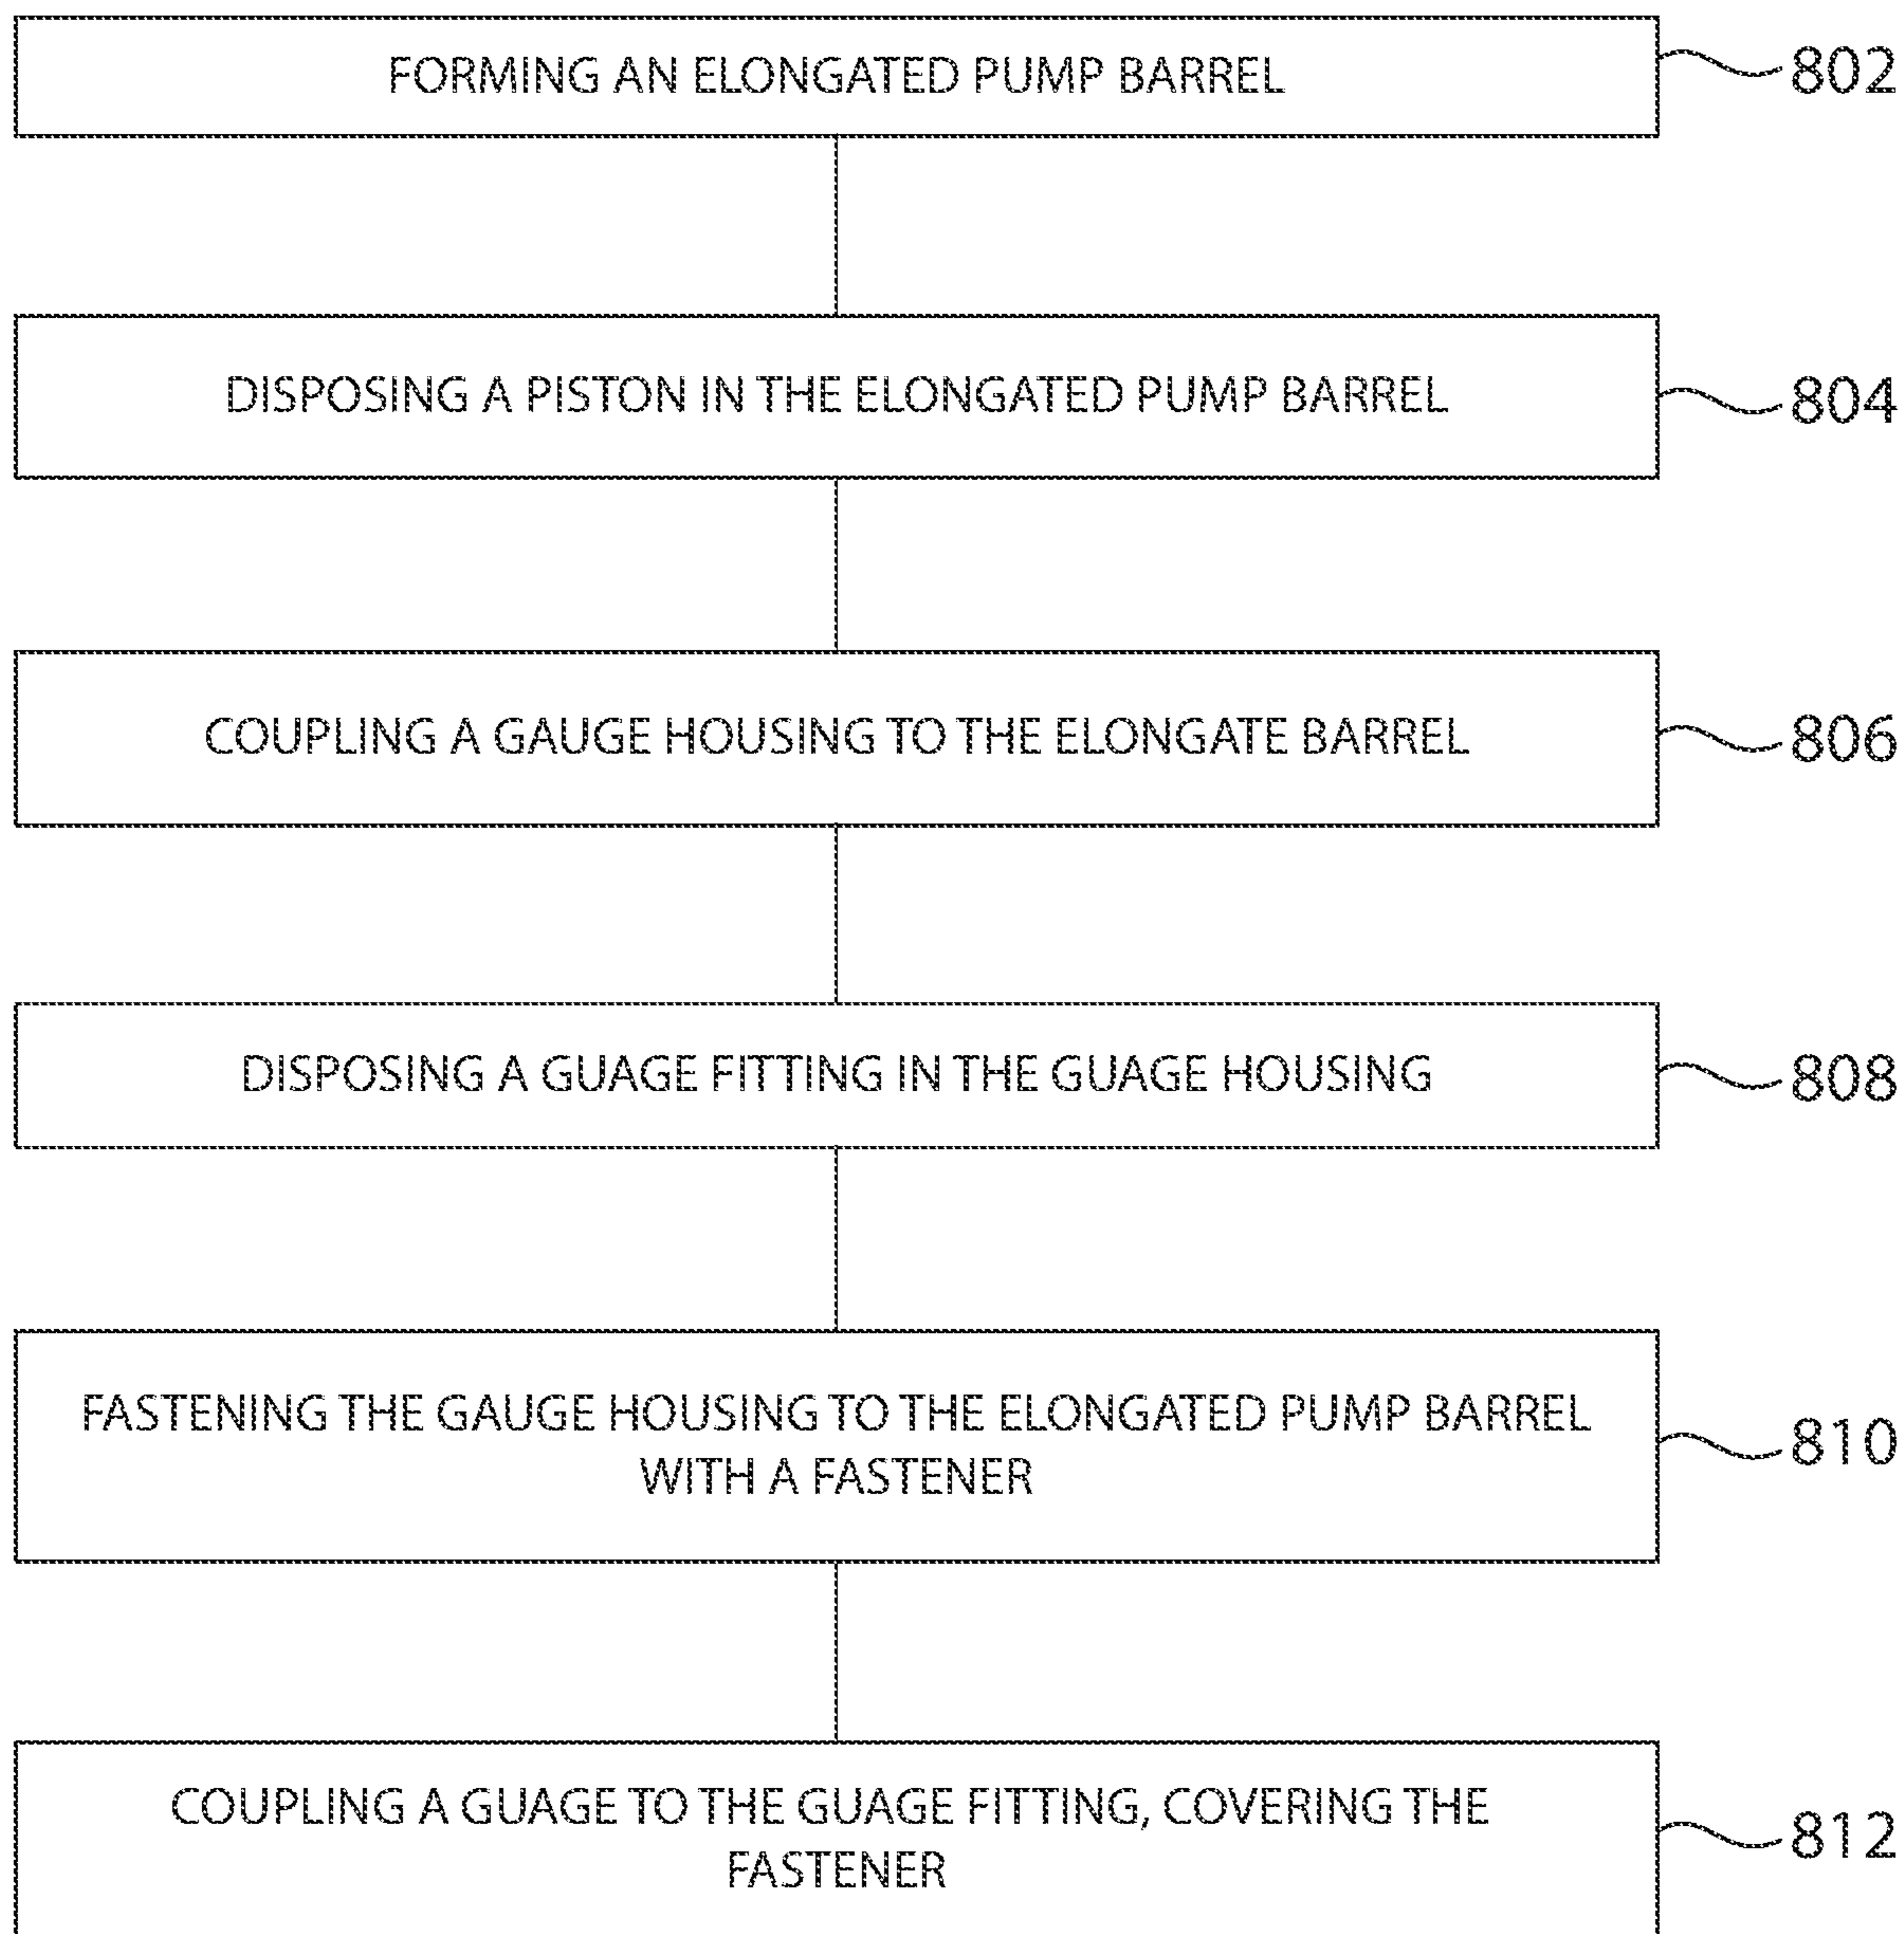 FORMING AN ELONGATED PUMP BARREL
802
DISPOSING A PISTON IN THE ELONGATED PUMP BARREL
804
COUPLING A GAUGE HOUSING TO THE ELONGATE BARREL
806
DISPOSING A GUAGE FITTING IN THE GUAGE HOUSING
808
FASTENING THE GAUGE HOUSING TO THE ELONGATED PUMP BARREL
WITH A FASTENER
810
COUPLING A GUAGE TO THE GUAGE FITTING, COVERING THE
FASTENER
812